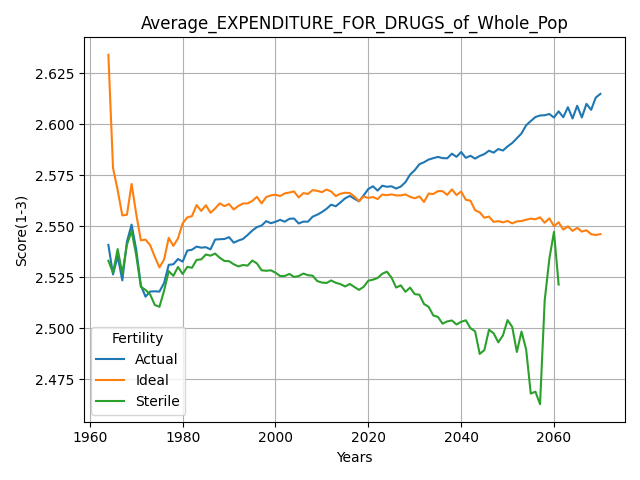 Average_EXPENDITURE_FOR_DRUGS_of_Whole_Pop
Score(1-3)
2.625
2.600
2.575
2.550
2.525
2.500
2.475
Fertility
Actual
Ideal
Sterile
1960 1980 2000 2020 2040 2060
Years